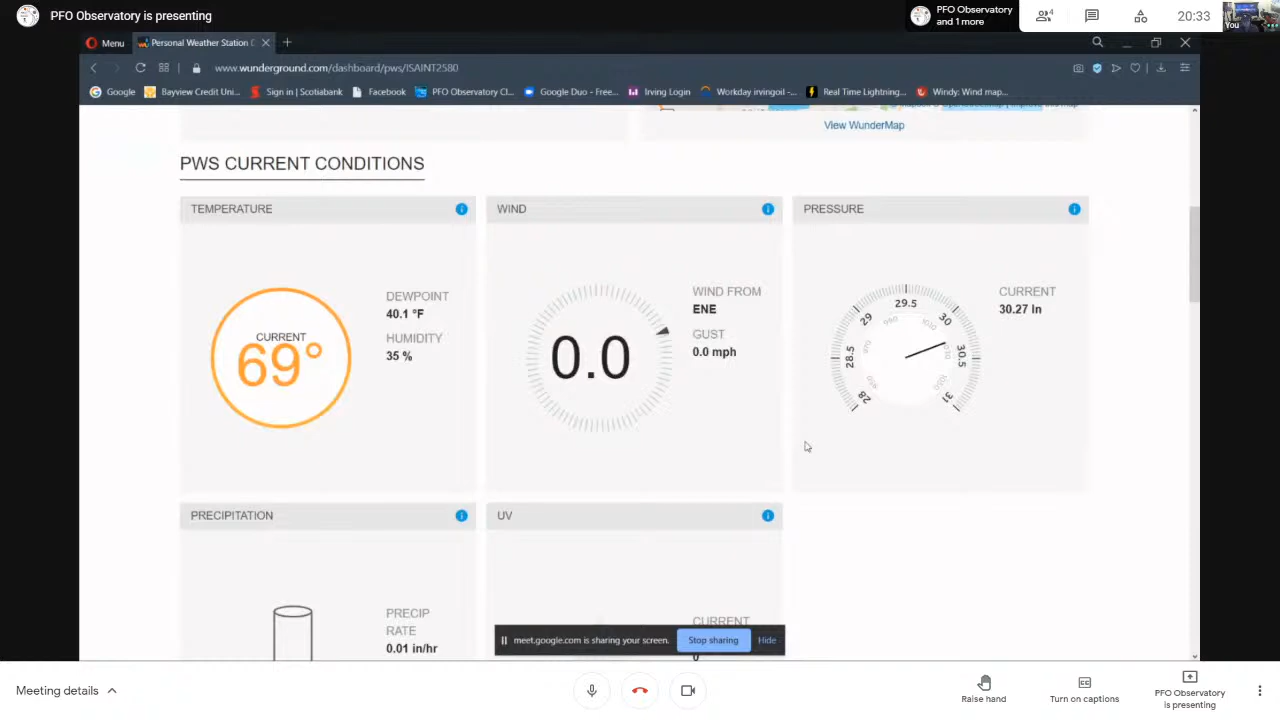 PFO Observatory is presenting
PFO Observatory
and 1 more
4
20:33
You
Menu
Personal Weather Station D
www.wunderground.com/dashboard/pws/ISAINT2580
Google
Bayview Credit Uni...
Sign in | Scotiabank
Facebook
PFO Observatory Cl...
Google Duo - Free...
Irving Login
Workday irvingoil -...
Real Time Lightning...
Windy: Wind map...
View WunderMap
PWS CURRENT CONDITIONS
TEMPERATURE
CURRENT
69°
DEWPOINT
40.1 °F
HUMIDITY
35 %
WIND
0.0
WIND FROM
ENE
GUST
0.0 mph
PRESSURE
28
28.5
29
29.5
30
30.5
31
CURRENT
30.27 In
PRECIPITATION
PRECIP
RATE
0.01 in/hr
UV
CURRENT
0
meet.google.com is sharing your screen.
Stop sharing
Hide
Meeting details
Raise hand
Turn on captions
PFO Observatory
is presenting